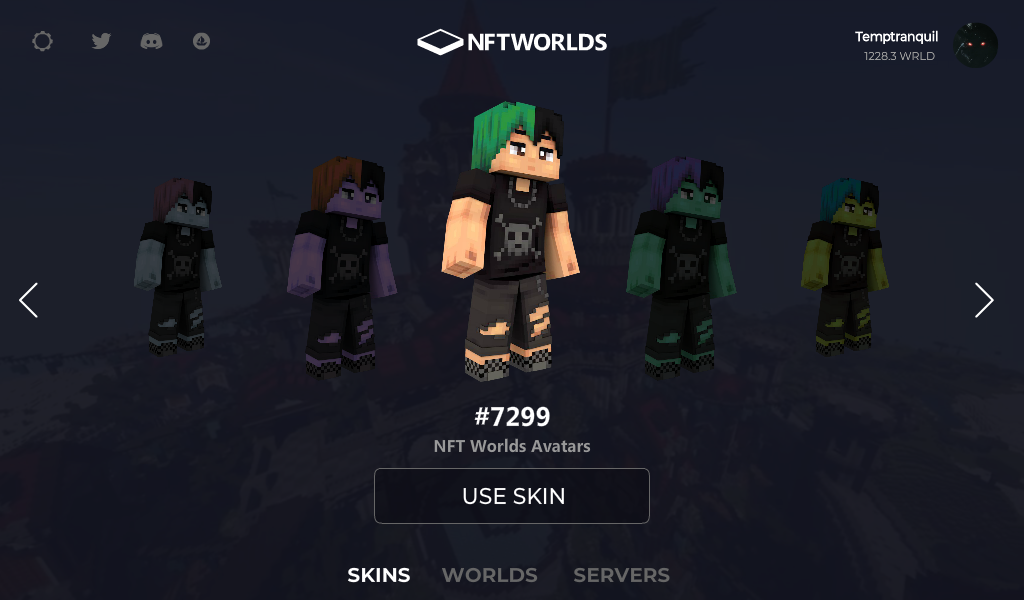 NFTWORLDS
Temptranquil
1228.3 WRLD
#7299
NFT Worlds Avatars
USE SKIN
SKINS WORLDS SERVERS